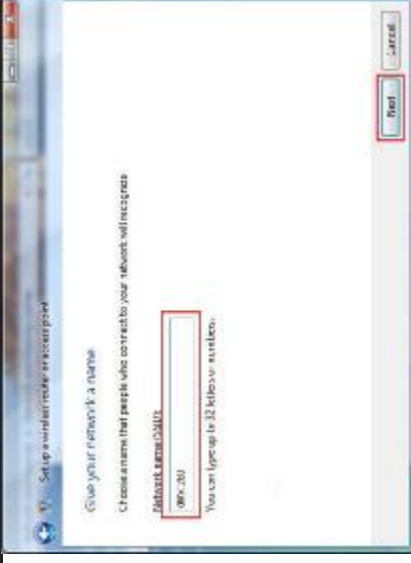 Set up a wireless router or access point
Give your network a name
Choose a name that people who connect to your network will recognize
Network name (SSID):
You can type up to 32 letters or numbers.
Next
Cancel